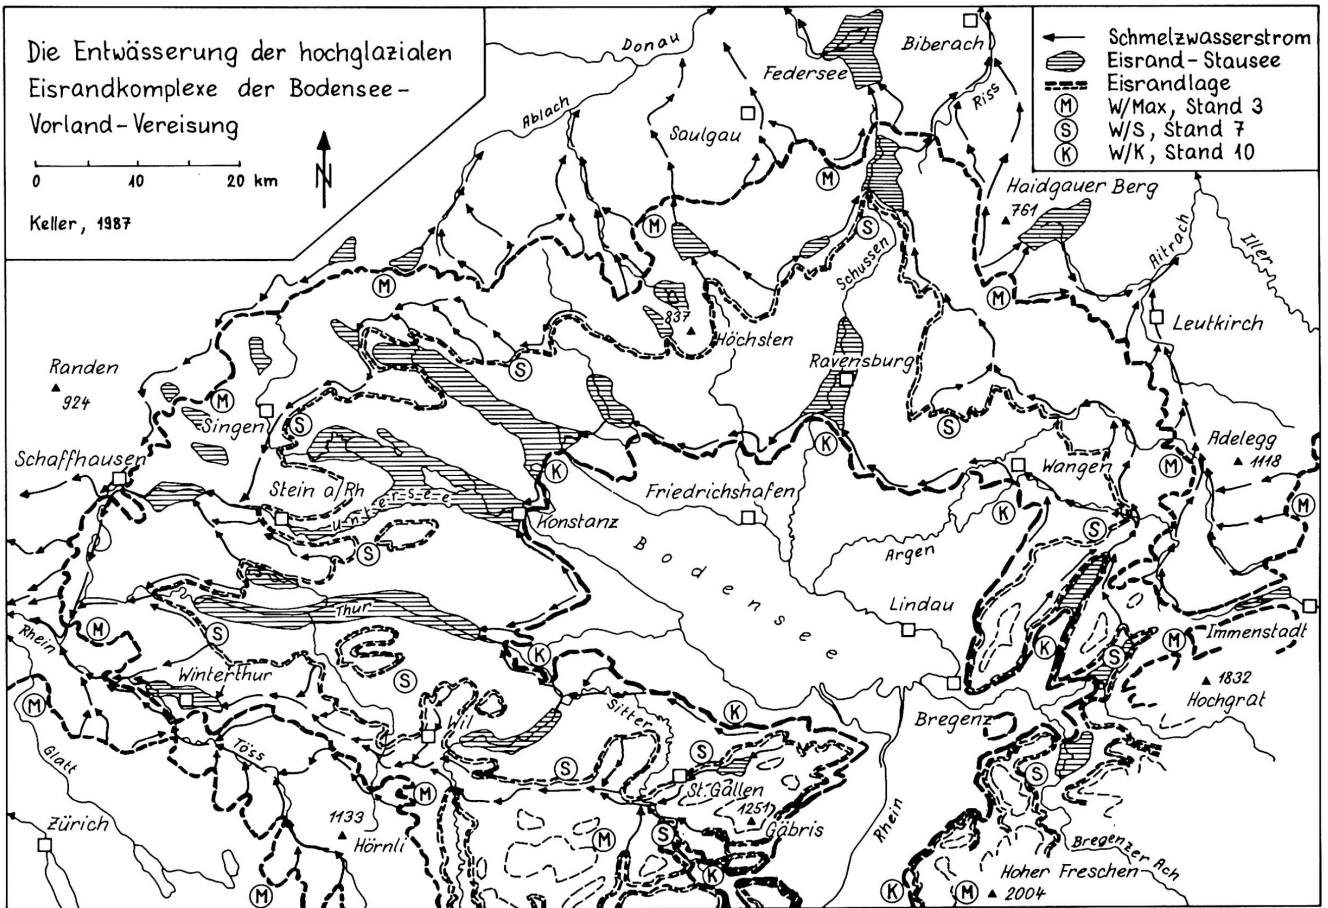 Die Entwässerung der hochglazialen
Eisrandkomplexe der Bodensee-
Vorland-Vereisung
0 10 20 km
N
Keller, 1987
Schmelzwasserstrom
Eisrand-Stausee
Eisrandlage
M W/Max, Stand 3
S W/S, Stand 7
K W/K, Stand 10
Donau
Biberach
Federsee
Ablach
Riss
Saulgau
M
M
Haidgauer Berg
761
S
Schussen
Aitrach
Iller
M
M
837
Höchsten
Leutkirch
Randen
924
S
Ravensburg
M
Singen
S
S
K
K
Wangen
M
Adelegg
1118
Schaffhausen
Stein a/Rh
Untersee
Konstanz
Friedrichshafen
K
M
S
S
Argen
Bodensee
Thur
Lindau
Rhein
M
S
K
Immenstadt
M
S
K
1832
Hochgrat
Winterthur
S
M
Sitter
K
Bregenz
Wil
Töss
Glatt
S
S
St. Gallen
S
Zürich
1133
Hörnli
M
1251
Gäbris
Rhein
M
S
K
Bregenzer Ach
Hoher Freschen
2004
M
K
M